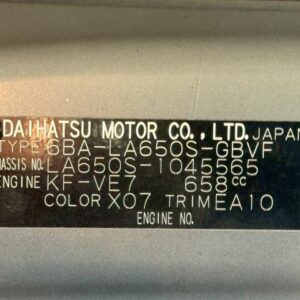 DAIHATSU MOTOR CO., LTD. JAPAN
TYPE 6BA-LA650S-GBVF
CHASSIS NO. LA650S-1045565
ENGINE KF-VE7 658cc
COLOR X07 TRIM EA10
ENGINE NO.